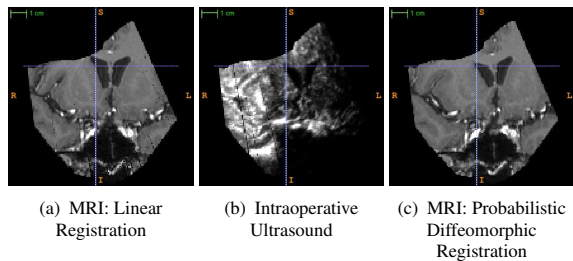 1 cm
S
R
L
I
1 cm
S
R
L
I
1 cm
S
R
L
I
(a) MRI: Linear
Registration
(b) Intraoperative
Ultrasound
(c) MRI: Probabilistic
Diffeomorphic
Registration